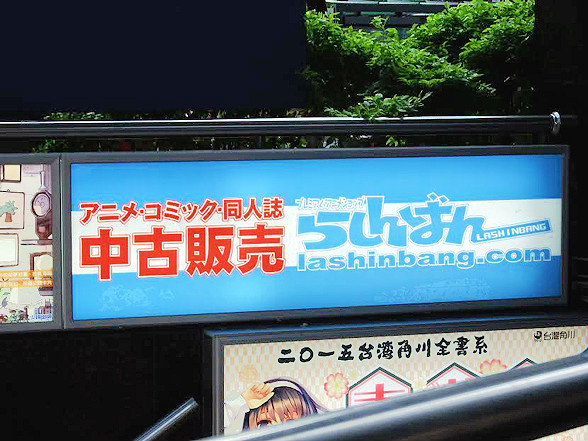 アニメ・コミック・同人誌
中古販売
らしんばん
LASHINBANG
lashinbang.com
二〇一五台湾角川全書系
台灣角川